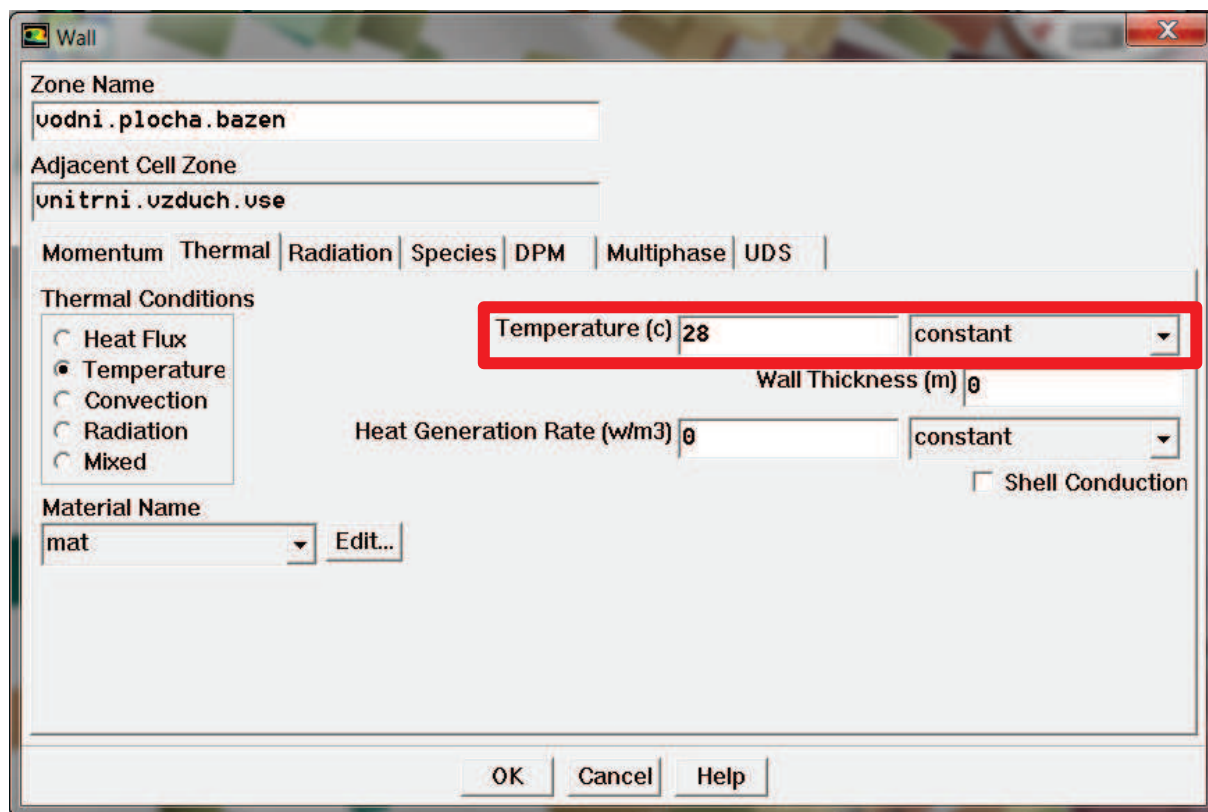 Wall
Zone Name
vodni.plocha.bazen
Adjacent Cell Zone
vnitrni.vzduch.vse
Momentum Thermal Radiation Species DPM Multiphase UDS
Thermal Conditions
Heat Flux
Temperature
Convection
Radiation
Mixed
Temperature (c) 28 constant
Wall Thickness (m) 0
Heat Generation Rate (w/m3) 0 constant
Shell Conduction
Material Name
mat Edit...
OK Cancel Help